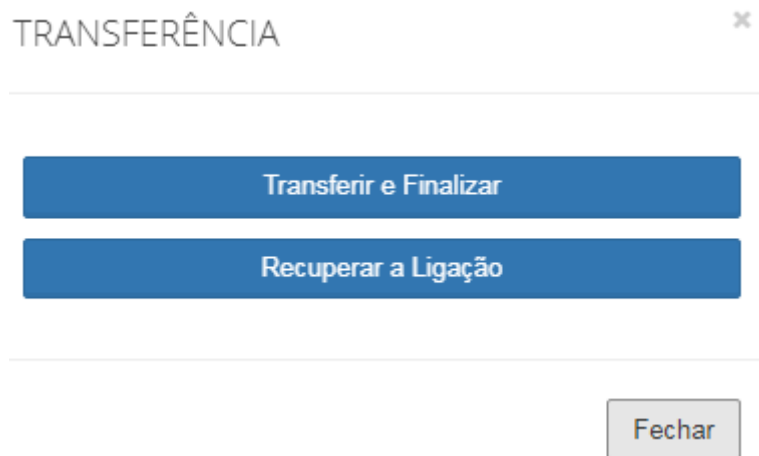 TRANSFERÊNCIA
Transferir e Finalizar
Recuperar a Ligação
Fechar